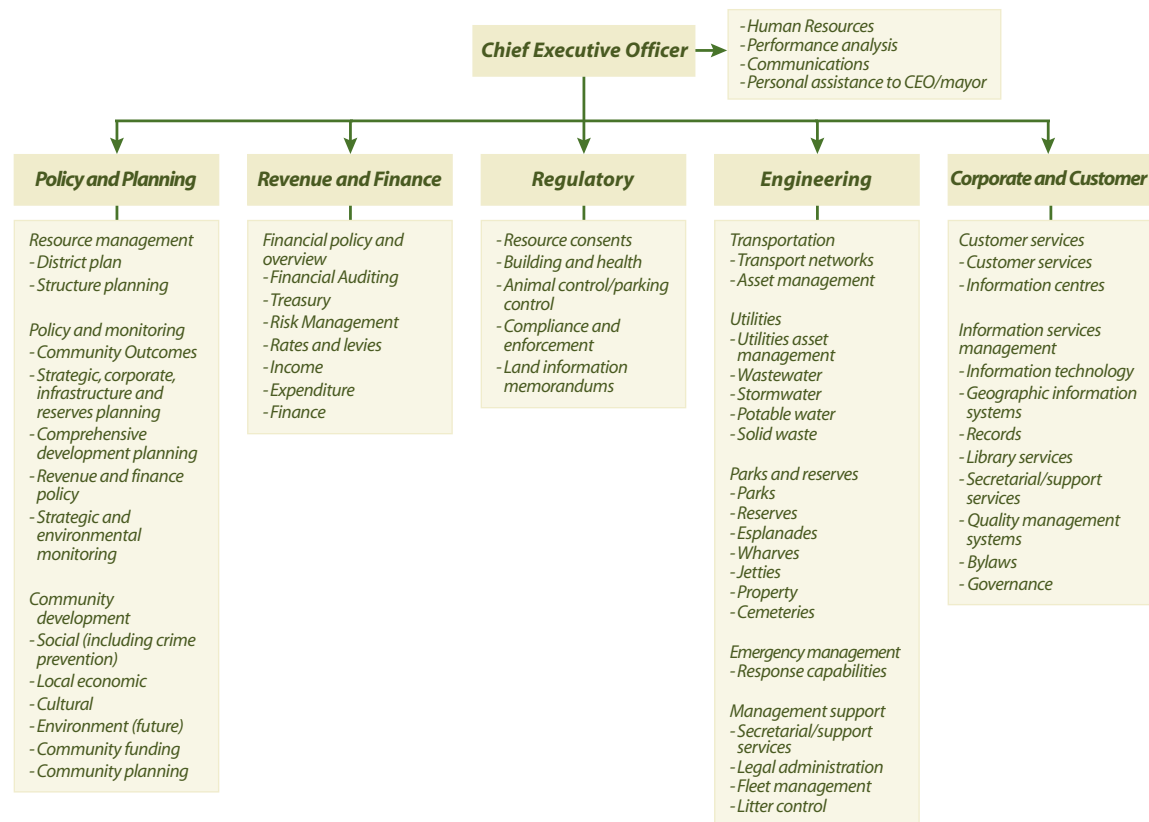 Chief Executive Officer
- Human Resources
- Performance analysis
- Communications
- Personal assistance to CEO/mayor
Policy and Planning
Resource management
- District plan
- Structure planning
Policy and monitoring
- Community Outcomes
- Strategic, corporate,
infrastructure and
reserves planning
- Comprehensive
development planning
- Revenue and finance
policy
- Strategic and
environmental
monitoring
Community
development
- Social (including crime
prevention)
- Local economic
- Cultural
- Environment (future)
- Community funding
- Community planning
Revenue and Finance
Financial policy and
overview
- Financial Auditing
- Treasury
- Risk Management
- Rates and levies
- Income
- Expenditure
- Finance
Regulatory
- Resource consents
- Building and health
- Animal control/parking
control
- Compliance and
enforcement
- Land information
memorandums
Engineering
Transportation
- Transport networks
- Asset management
Utilities
- Utilities asset
management
- Wastewater
- Stormwater
- Potable water
- Solid waste
Parks and reserves
- Parks
- Reserves
- Esplanades
- Wharves
- Jetties
- Property
- Cemeteries
Emergency management
- Response capabilities
Management support
- Secretarial/support
services
- Legal administration
- Fleet management
- Litter control
Corporate and Customer
Customer services
- Customer services
- Information centres
Information services
management
- Information technology
- Geographic information
systems
- Records
- Library services
- Secretarial/support
services
- Quality management
systems
- Bylaws
- Governance